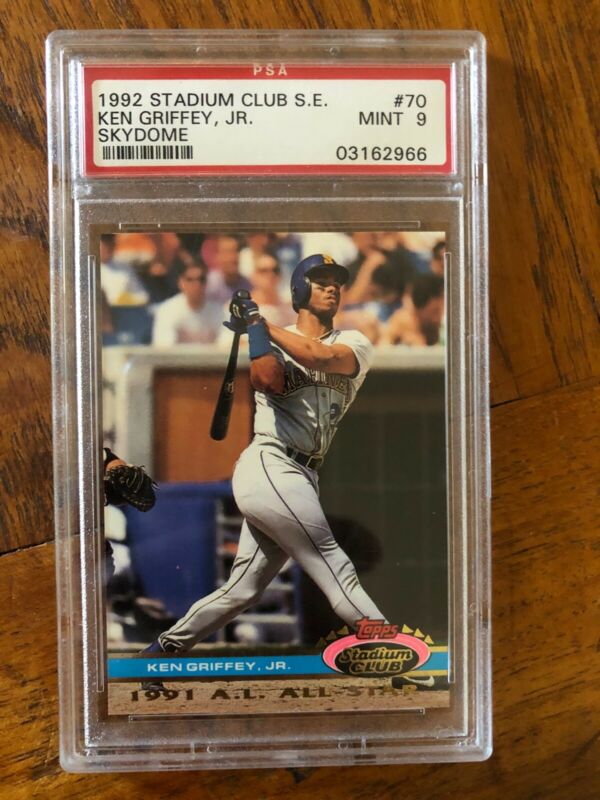 PSA
1992 STADIUM CLUB S.E. #70
KEN GRIFFEY, JR. MINT 9
SKYDOME
03162966
MARINERS
Topps
Stadium
CLUB
KEN GRIFFEY, JR.
1991 A.L. ALL-STAR